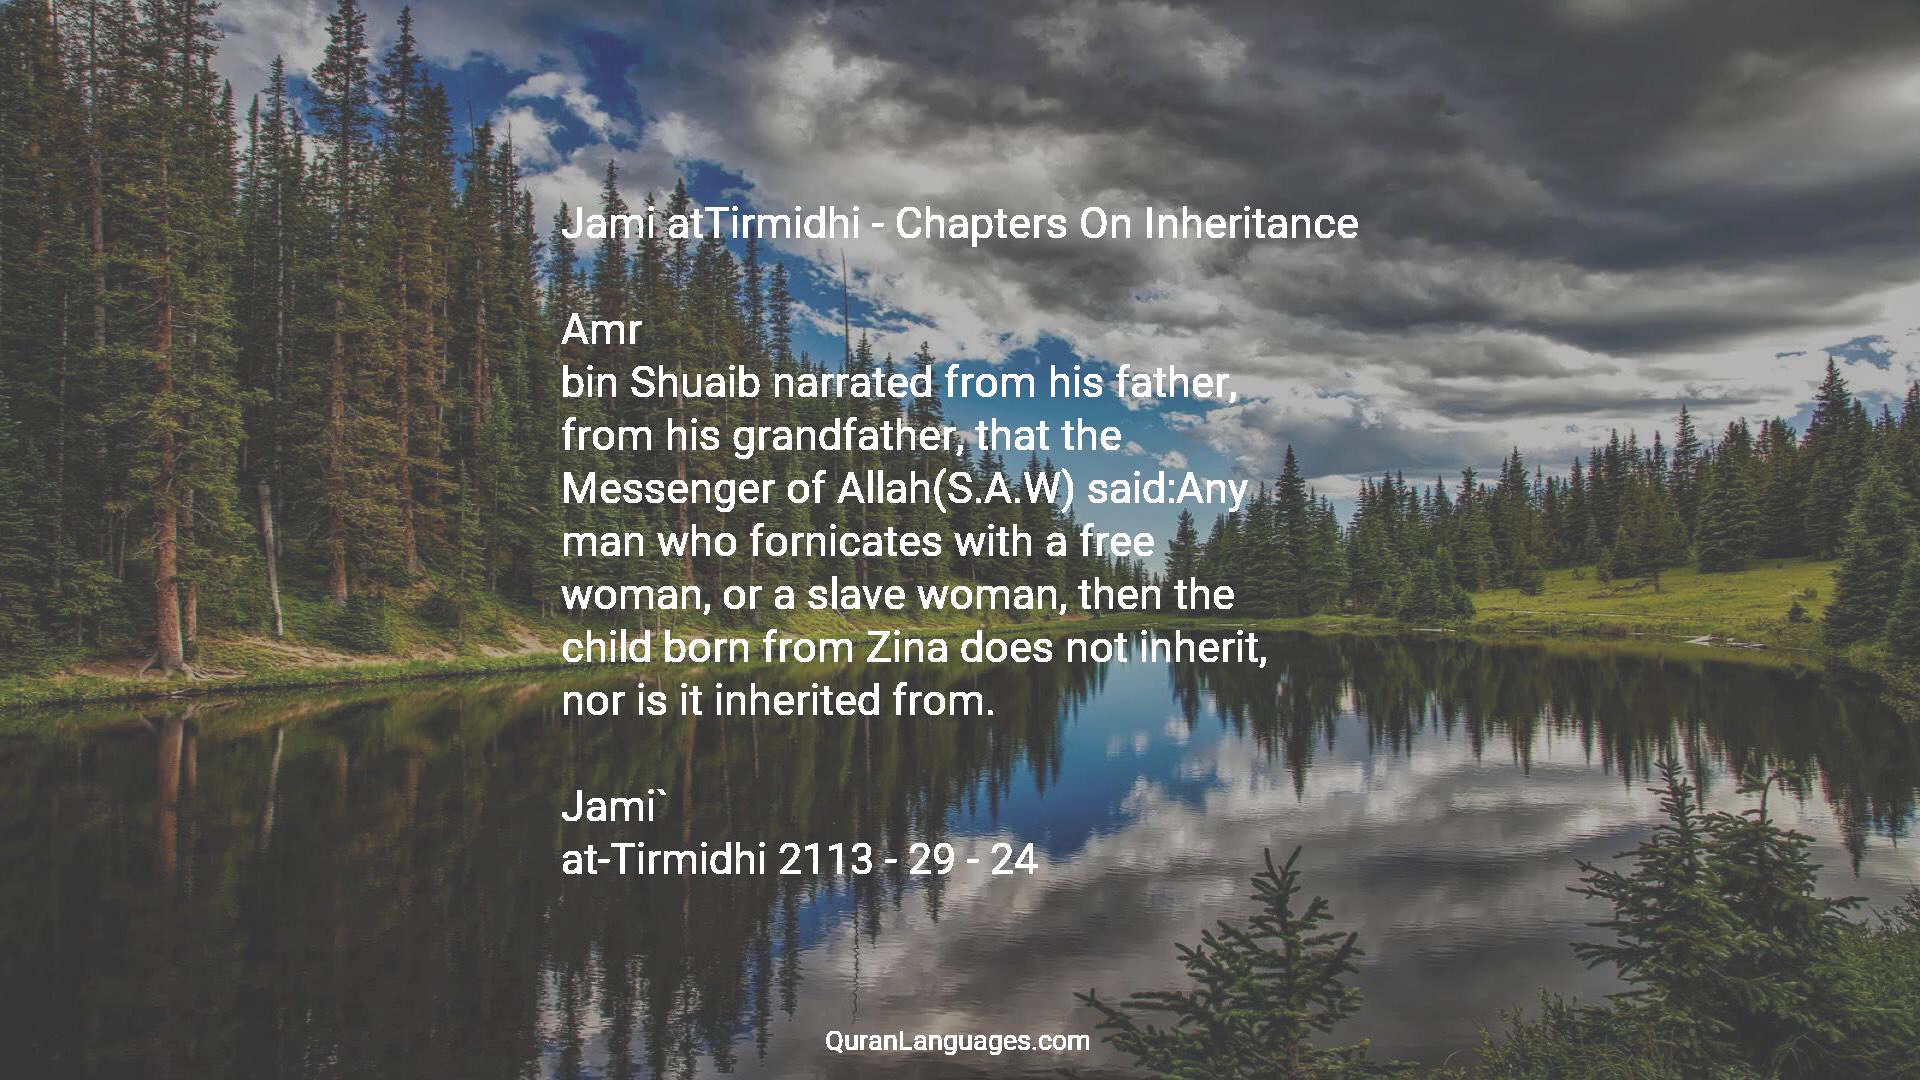 Jami atTirmidhi - Chapters On Inheritance
Amr
bin Shuaib narrated from his father,
from his grandfather, that the
Messenger of Allah(S.A.W) said:Any
man who fornicates with a free
woman, or a slave woman, then the
child born from Zina does not inherit,
nor is it inherited from.
Jami`
at-Tirmidhi 2113 - 29 - 24
QuranLanguages.com